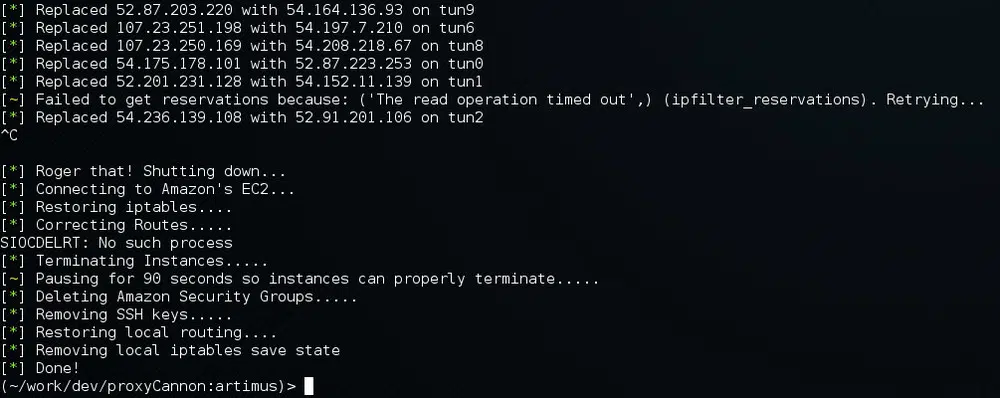 [*] Replaced 52.87.203.220 with 54.164.136.93 on tun9
[*] Replaced 107.23.251.198 with 54.197.7.210 on tun6
[*] Replaced 107.23.250.169 with 54.208.218.67 on tun8
[*] Replaced 54.175.178.101 with 52.87.223.253 on tun0
[*] Replaced 52.201.231.128 with 54.152.11.139 on tun1
[~] Failed to get reservations because: ('The read operation timed out',) (ipfilter_reservations). Retrying...
[*] Replaced 54.236.139.108 with 52.91.201.106 on tun2
^C
[*] Roger that! Shutting down...
[*] Connecting to Amazon's EC2...
[*] Restoring iptables....
[*] Correcting Routes.....
SIOCDELRT: No such process
[*] Terminating Instances.....
[~] Pausing for 90 seconds so instances can properly terminate.....
[*] Deleting Amazon Security Groups.....
[*] Removing SSH keys.....
[*] Restoring local routing....
[*] Removing local iptables save state
[*] Done!
(~/work/dev/proxyCannon:artimus)>